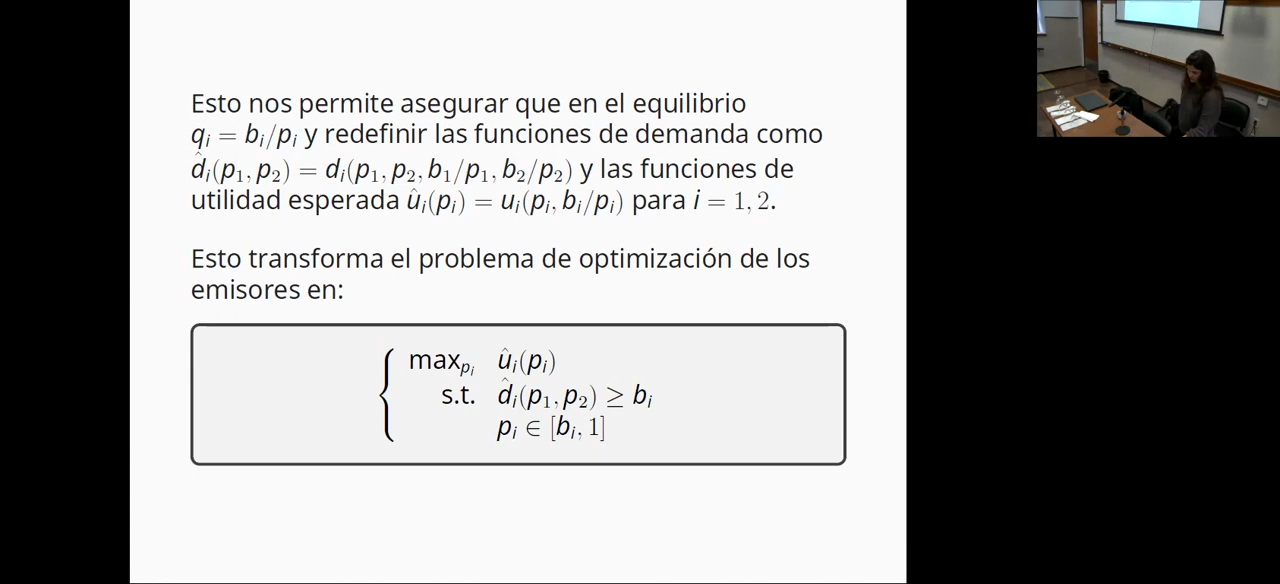 Esto nos permite asegurar que en el equilibrio
qᵢ = bᵢ/pᵢ y redefinir las funciones de demanda como
d̂ᵢ(p₁, p₂) = dᵢ(p₁, p₂, b₁/p₁, b₂/p₂) y las funciones de
utilidad esperada ûᵢ(pᵢ) = uᵢ(pᵢ, bᵢ/pᵢ) para i = 1, 2.
Esto transforma el problema de optimización de los
emisores en:
max_{pᵢ} ûᵢ(pᵢ)
s.t. d̂ᵢ(p₁, p₂) ≥ bᵢ
pᵢ ∈ [bᵢ, 1]